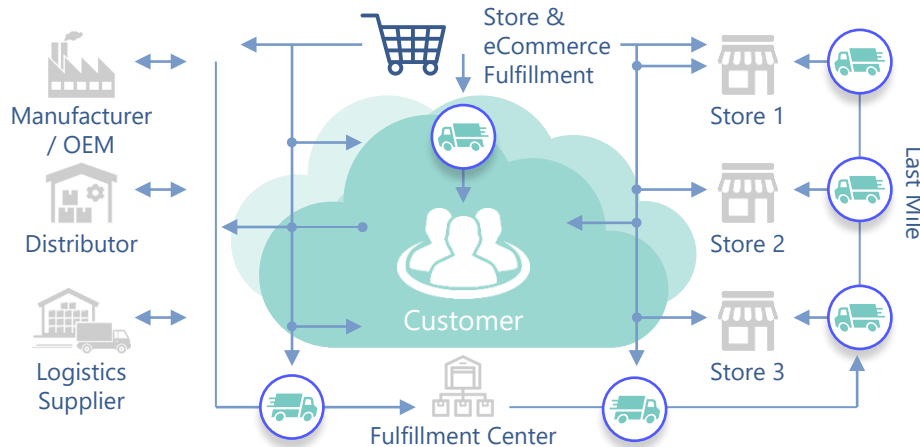 Store &
eCommerce
Fulfillment
Manufacturer
/ OEM
Distributor
Logistics
Supplier
Customer
Fulfillment Center
Store 1
Store 2
Store 3
Last Mile